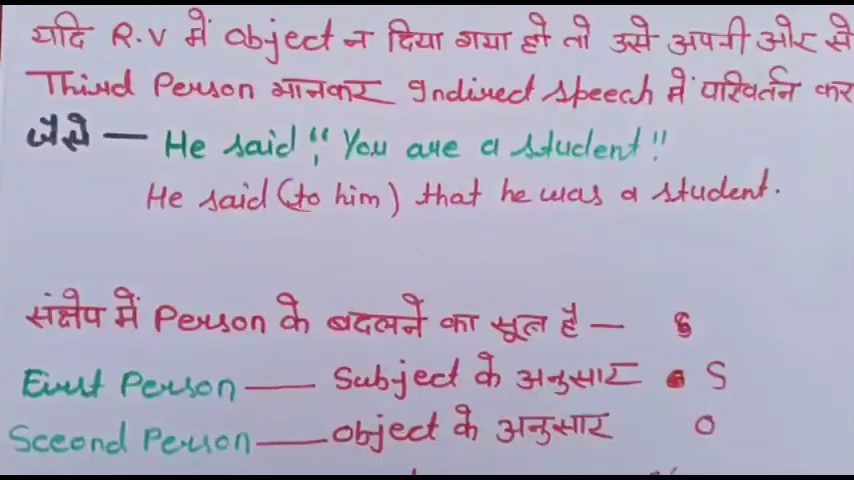 यदि R.V में object न दिया गया हो तो उसे अपनी ओर से
Third Person मानकर Indirect speech में परिवर्तन कर
जैसे — He said “, You are a student”
He said (to him) that he was a student.
संक्षेप में Person के बदलने का सूत्र है — S
First Person — Subject के अनुसार S
Sceond Person — object के अनुसार O